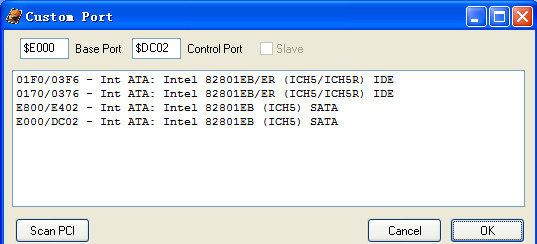 Custom Port
$E000 Base Port $DC02 Control Port Slave
01F0/03F6 - Int ATA: Intel 82801EB/ER (ICH5/ICH5R) IDE
0170/0376 - Int ATA: Intel 82801EB/ER (ICH5/ICH5R) IDE
E800/E402 - Int ATA: Intel 82801EB (ICH5) SATA
E000/DC02 - Int ATA: Intel 82801EB (ICH5) SATA
Scan PCI Cancel OK